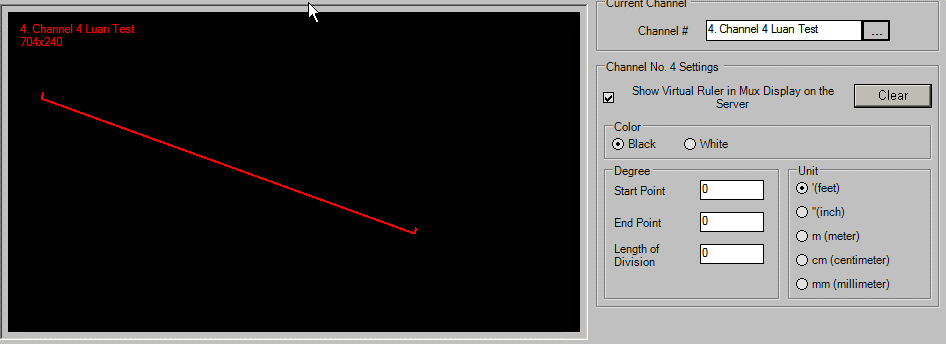 4. Channel 4 Luan Test
704x240
Current Channel
Channel #
4. Channel 4 Luan Test
...
Channel No. 4 Settings
Show Virtual Ruler in Mux Display on the
Server
Clear
Color
Black
White
Degree
Start Point
0
End Point
0
Length of
Division
0
Unit
'(feet)
"(inch)
m (meter)
cm (centimeter)
mm (millimeter)